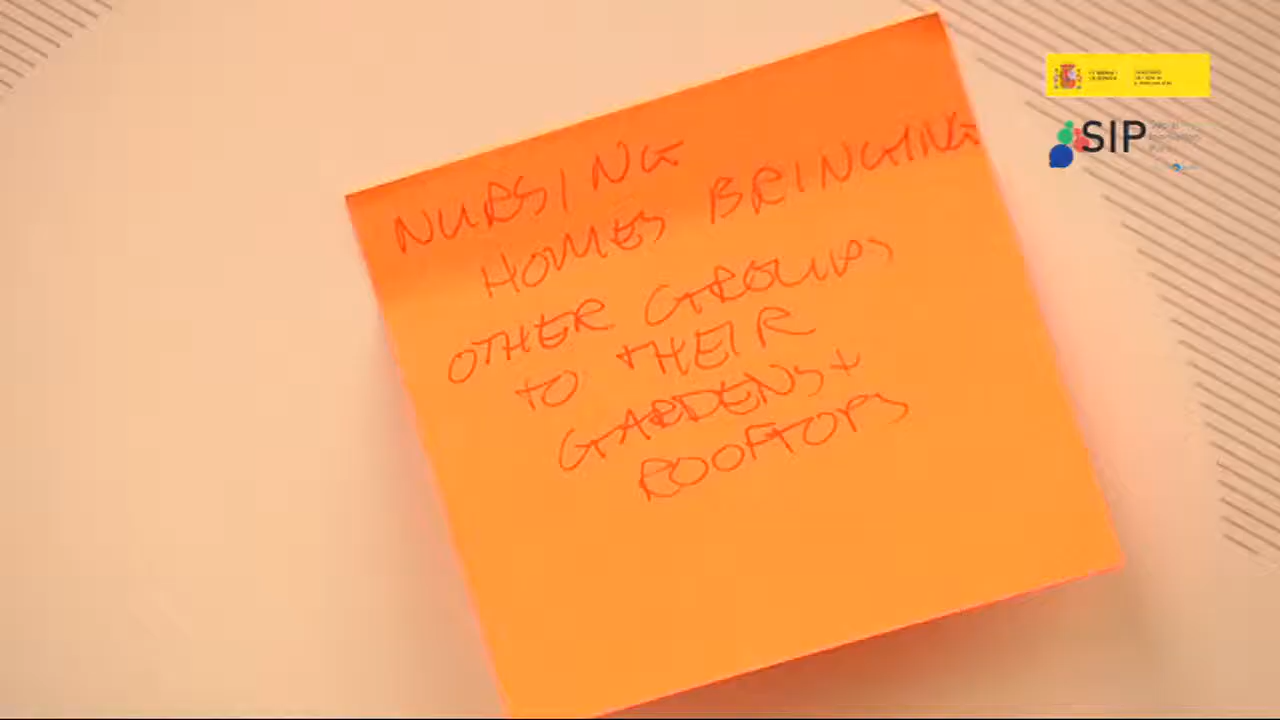 NURSING
HOMES BRINGING
OTHER GROUPS
TO THEIR
GARDENS +
ROOFTOPS
SIP